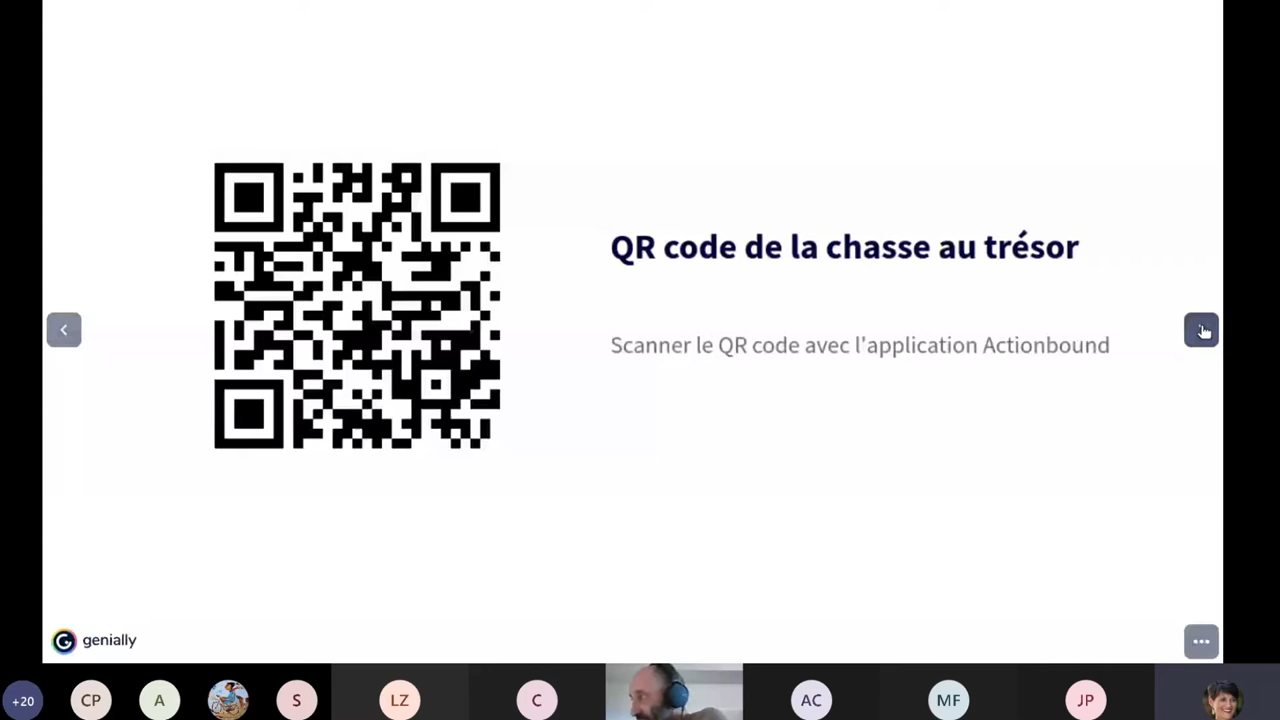 QR code de la chasse au trésor
Scanner le QR code avec l'application Actionbound
genially
+20
CP
A
S
LZ
C
AC
MF
JP